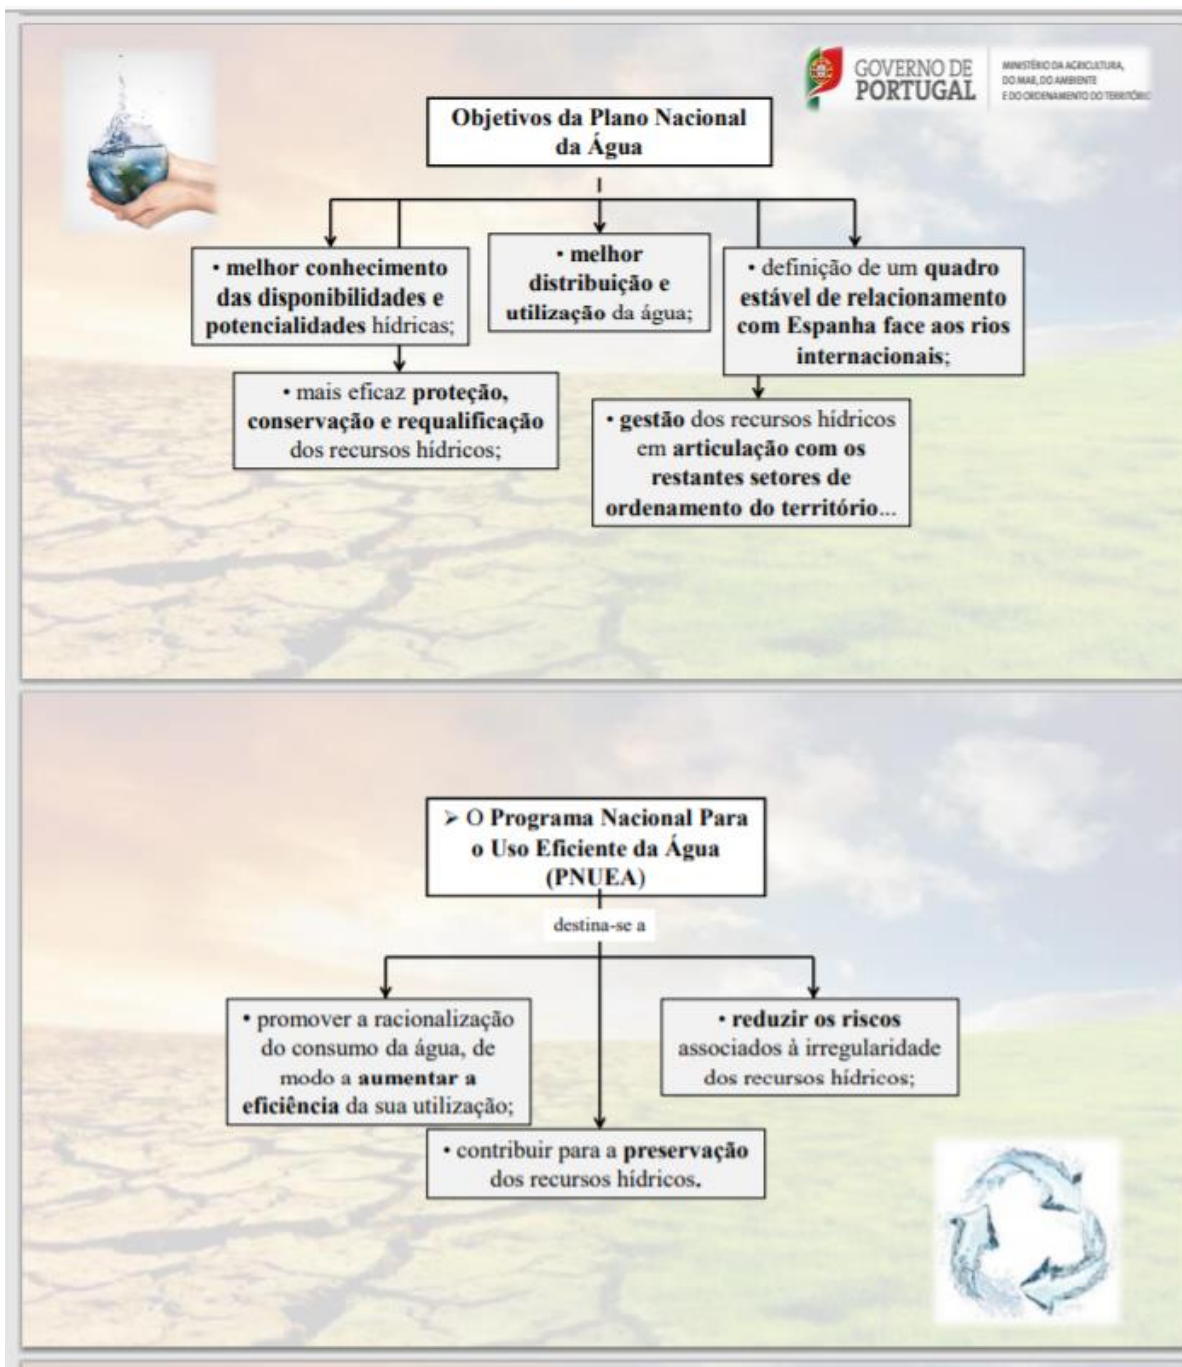 GOVERNO DE
PORTUGAL
MINISTÉRIO DA AGRICULTURA,
DO MAR, DO AMBIENTE
E DO ORDENAMENTO DO TERRITÓRIO
Objetivos da Plano Nacional
da Água
• melhor conhecimento
das disponibilidades e
potencialidades hídricas;
• melhor
distribuição e
utilização da água;
• definição de um quadro
estável de relacionamento
com Espanha face aos rios
internacionais;
• mais eficaz proteção,
conservação e requalificação
dos recursos hídricos;
• gestão dos recursos hídricos
em articulação com os
restantes setores de
ordenamento do território...
➢ O Programa Nacional Para
o Uso Eficiente da Água
(PNUEA)
destina-se a
• promover a racionalização
do consumo da água, de
modo a aumentar a
eficiência da sua utilização;
• reduzir os riscos
associados à irregularidade
dos recursos hídricos;
• contribuir para a preservação
dos recursos hídricos.